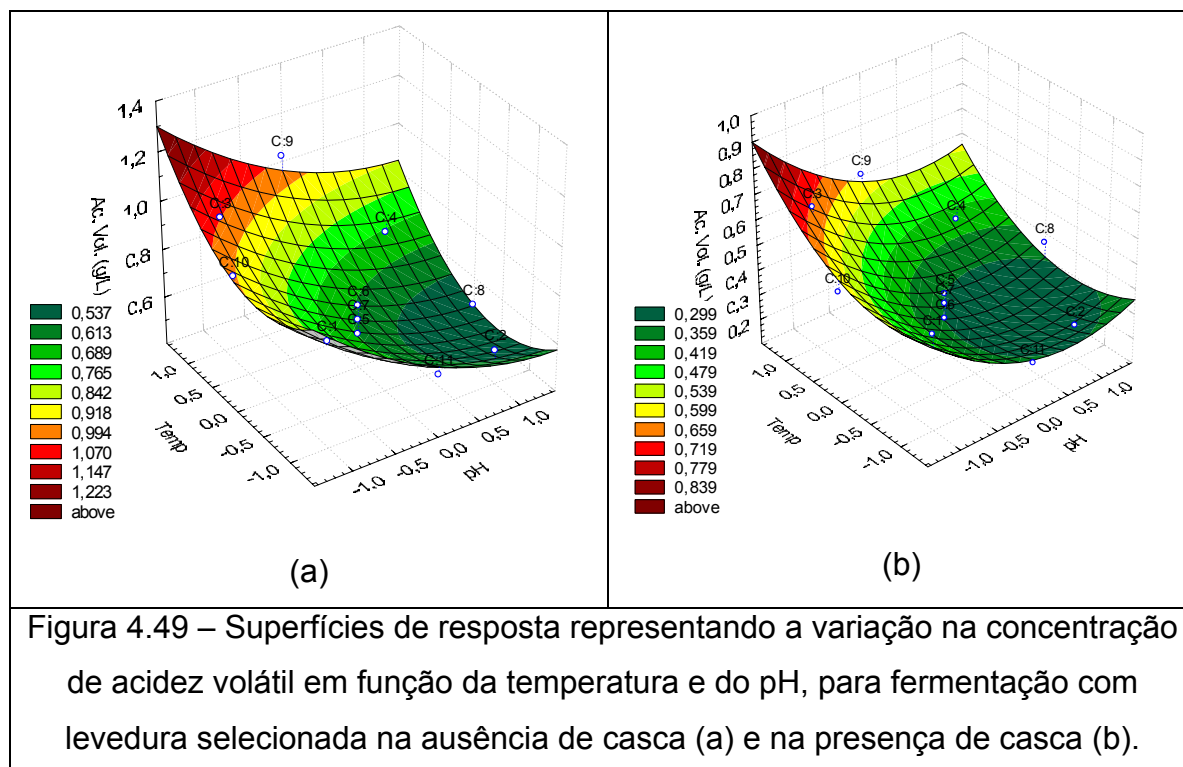 1,4
1,2
1,0
0,8
0,6
Ac. Vol. (g/L)
C:9
C:3
C:4
C:10
C:6
C:7
C:5
C:8
C:1
C:2
C:11
0,537
0,613
0,689
0,765
0,842
0,918
0,994
1,070
1,147
1,223
above
1,0
0,5
0,0
-0,5
-1,0
Temp
-1,0
-0,5
0,0
0,5
1,0
pH
(a)
1,0
0,9
0,8
0,7
0,6
0,5
0,4
0,3
0,2
Ac. Vol. (g/L)
C:9
C:3
C:4
C:8
C:10
C:2
C:11
0,299
0,359
0,419
0,479
0,539
0,599
0,659
0,719
0,779
0,839
above
1,0
0,5
0,0
-0,5
-1,0
Temp
-1,0
-0,5
0,0
0,5
1,0
pH
(b)
Figura 4.49 – Superfícies de resposta representando a variação na concentração
de acidez volátil em função da temperatura e do pH, para fermentação com
levedura selecionada na ausência de casca (a) e na presença de casca (b).